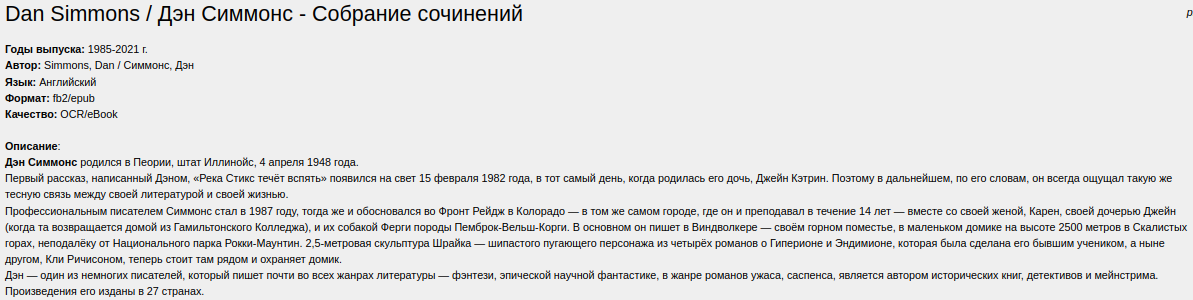 Dan Simmons / Дэн Симмонс - Собрание сочинений
Годы выпуска: 1985-2021 г.
Автор: Simmons, Dan / Симмонс, Дэн
Язык: Английский
Формат: fb2/epub
Качество: OCR/eBook
Описание:
Дэн Симмонс родился в Пеории, штат Иллинойс, 4 апреля 1948 года.
Первый рассказ, написанный Дэном, «Река Стикс течёт вспять» появился на свет 15 февраля 1982 года, в тот самый день, когда родилась его дочь, Джейн Кэтрин. Поэтому в дальнейшем, по его словам, он всегда ощущал такую же
тесную связь между своей литературой и своей жизнью.
Профессиональным писателем Симмонс стал в 1987 году, тогда же и обосновался во Фронт Рейдж в Колорадо — в том же самом городе, где он и преподавал в течение 14 лет — вместе со своей женой, Карен, своей дочерью Джейн
(когда та возвращается домой из Гамильтонского Колледжа), и их собакой Ферги породы Пемброк-Вельш-Корги. В основном он пишет в Виндволкере — своём горном поместье, в маленьком домике на высоте 2500 метров в Скалистых
горах, неподалёку от Национального парка Рокки-Маунтин. 2,5-метровая скульптура Шрайка — шипастого пугающего персонажа из четырёх романов о Гиперионе и Эндимионе, которая была сделана его бывшим учеником, а ныне
другом, Кли Ричисоном, теперь стоит там рядом и охраняет домик.
Дэн — один из немногих писателей, который пишет почти во всех жанрах литературы — фэнтези, эпической научной фантастике, в жанре романов ужаса, саспенса, является автором исторических книг, детективов и мейнстрима.
Произведения его изданы в 27 странах.